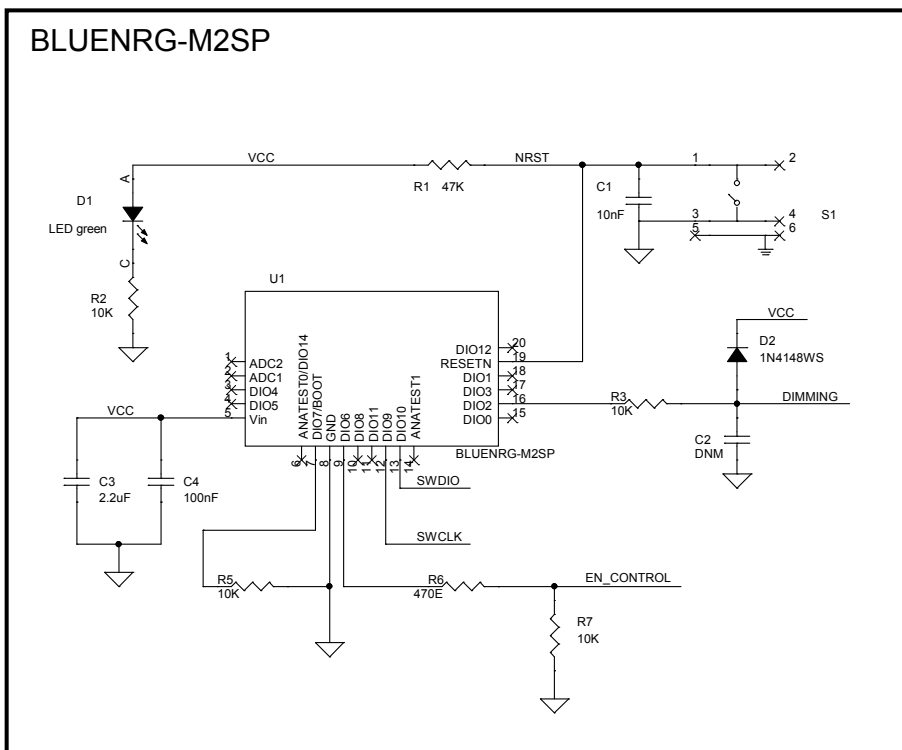 BLUENRG-M2SP
VCC
NRST
R1 47K
1
2
A
D1
LED green
C
R2
10K
C1
10nF
3
4
5
6
S1
U1
VCC
D2
1N4148WS
1
ADC2
2
ADC1
3
DIO4
4
DIO5
5
Vin
ANATEST0/DIO14
DIO7/BOOT
GND
DIO6
DIO8
DIO11
DIO9
DIO10
ANATEST1
DIO12
20
RESETN
19
DIO1
18
DIO3
17
DIO2
16
DIO0
15
BLUENRG-M2SP
6
7
8
9
10
11
12
13
14
VCC
R3
10K
DIMMING
C2
DNM
C3
2.2uF
C4
100nF
SWDIO
SWCLK
R5
10K
R6
470E
EN_CONTROL
R7
10K